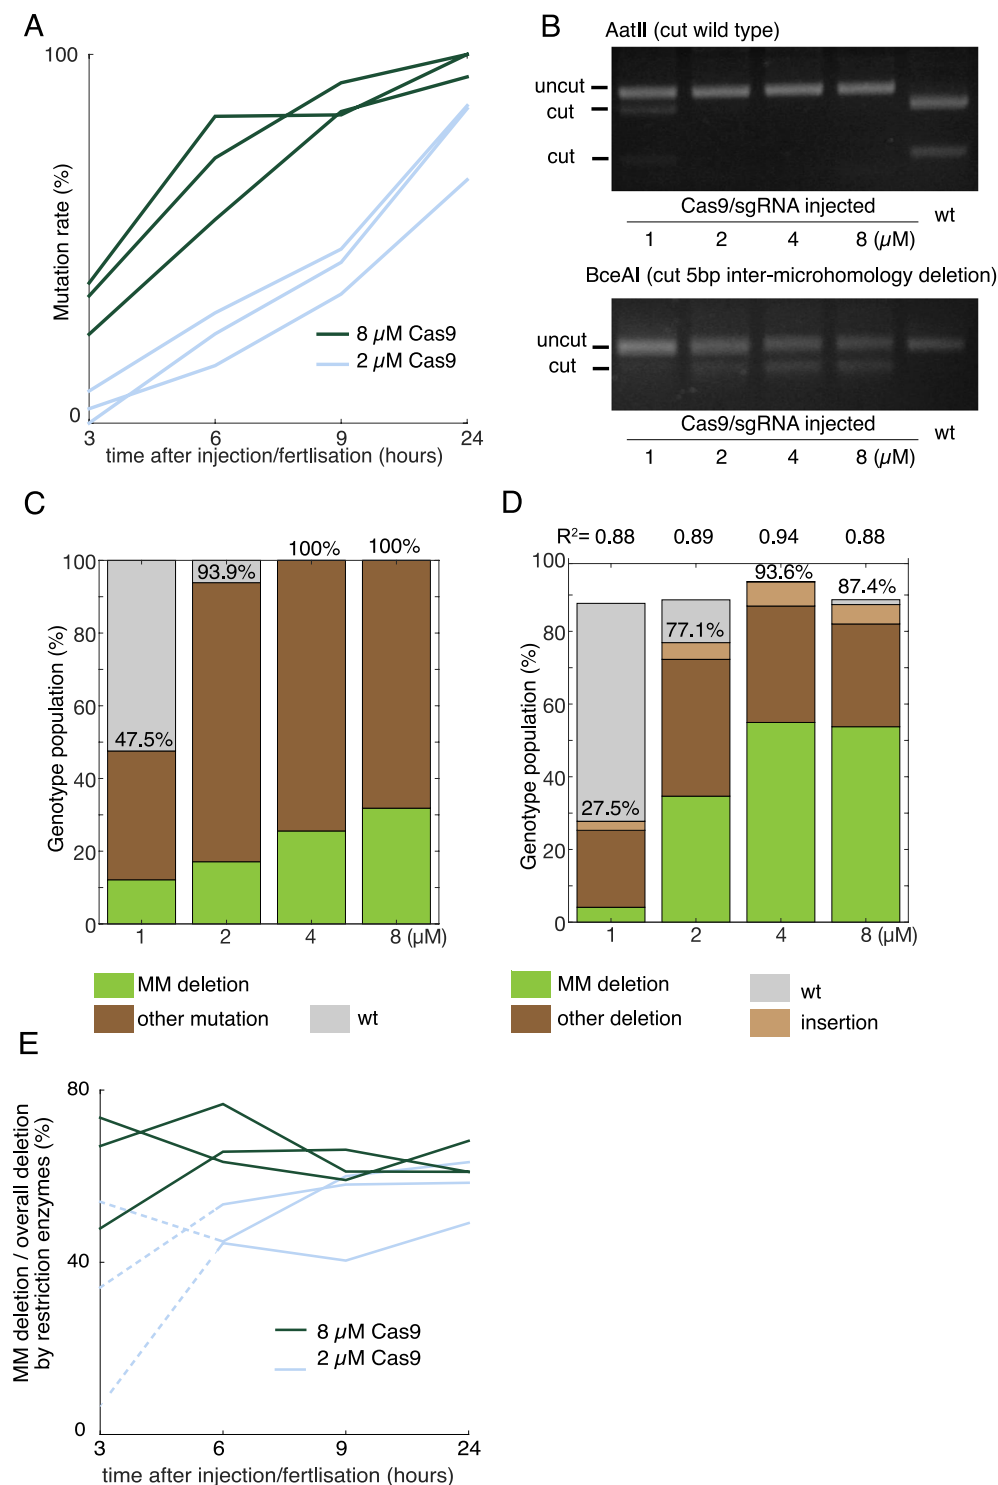 A
100
Mutation rate (%)
8 µM Cas9
2 µM Cas9
0
3 6 9 24
time after injection/fertlisation (hours)
B
AatII (cut wild type)
uncut
cut
cut
Cas9/sgRNA injected
wt
1 2 4 8 (µM)
BceAI (cut 5bp inter-microhomology deletion)
uncut
cut
Cas9/sgRNA injected
wt
1 2 4 8 (µM)
C
100% 100%
100
93.9%
80
60
47.5%
40
20
0
Genotype population (%)
1 2 4 8 (µM)
MM deletion
other mutation
wt
D
R²= 0.88 0.89 0.94 0.88
100
93.6%
87.4%
80
77.1%
60
40
27.5%
20
0
Genotype population (%)
1 2 4 8 (µM)
MM deletion
wt
other deletion
insertion
E
80
40
0
MM deletion / overall deletion
by restriction enzymes (%)
8 µM Cas9
2 µM Cas9
3 6 9 24
time after injection/fertlisation (hours)